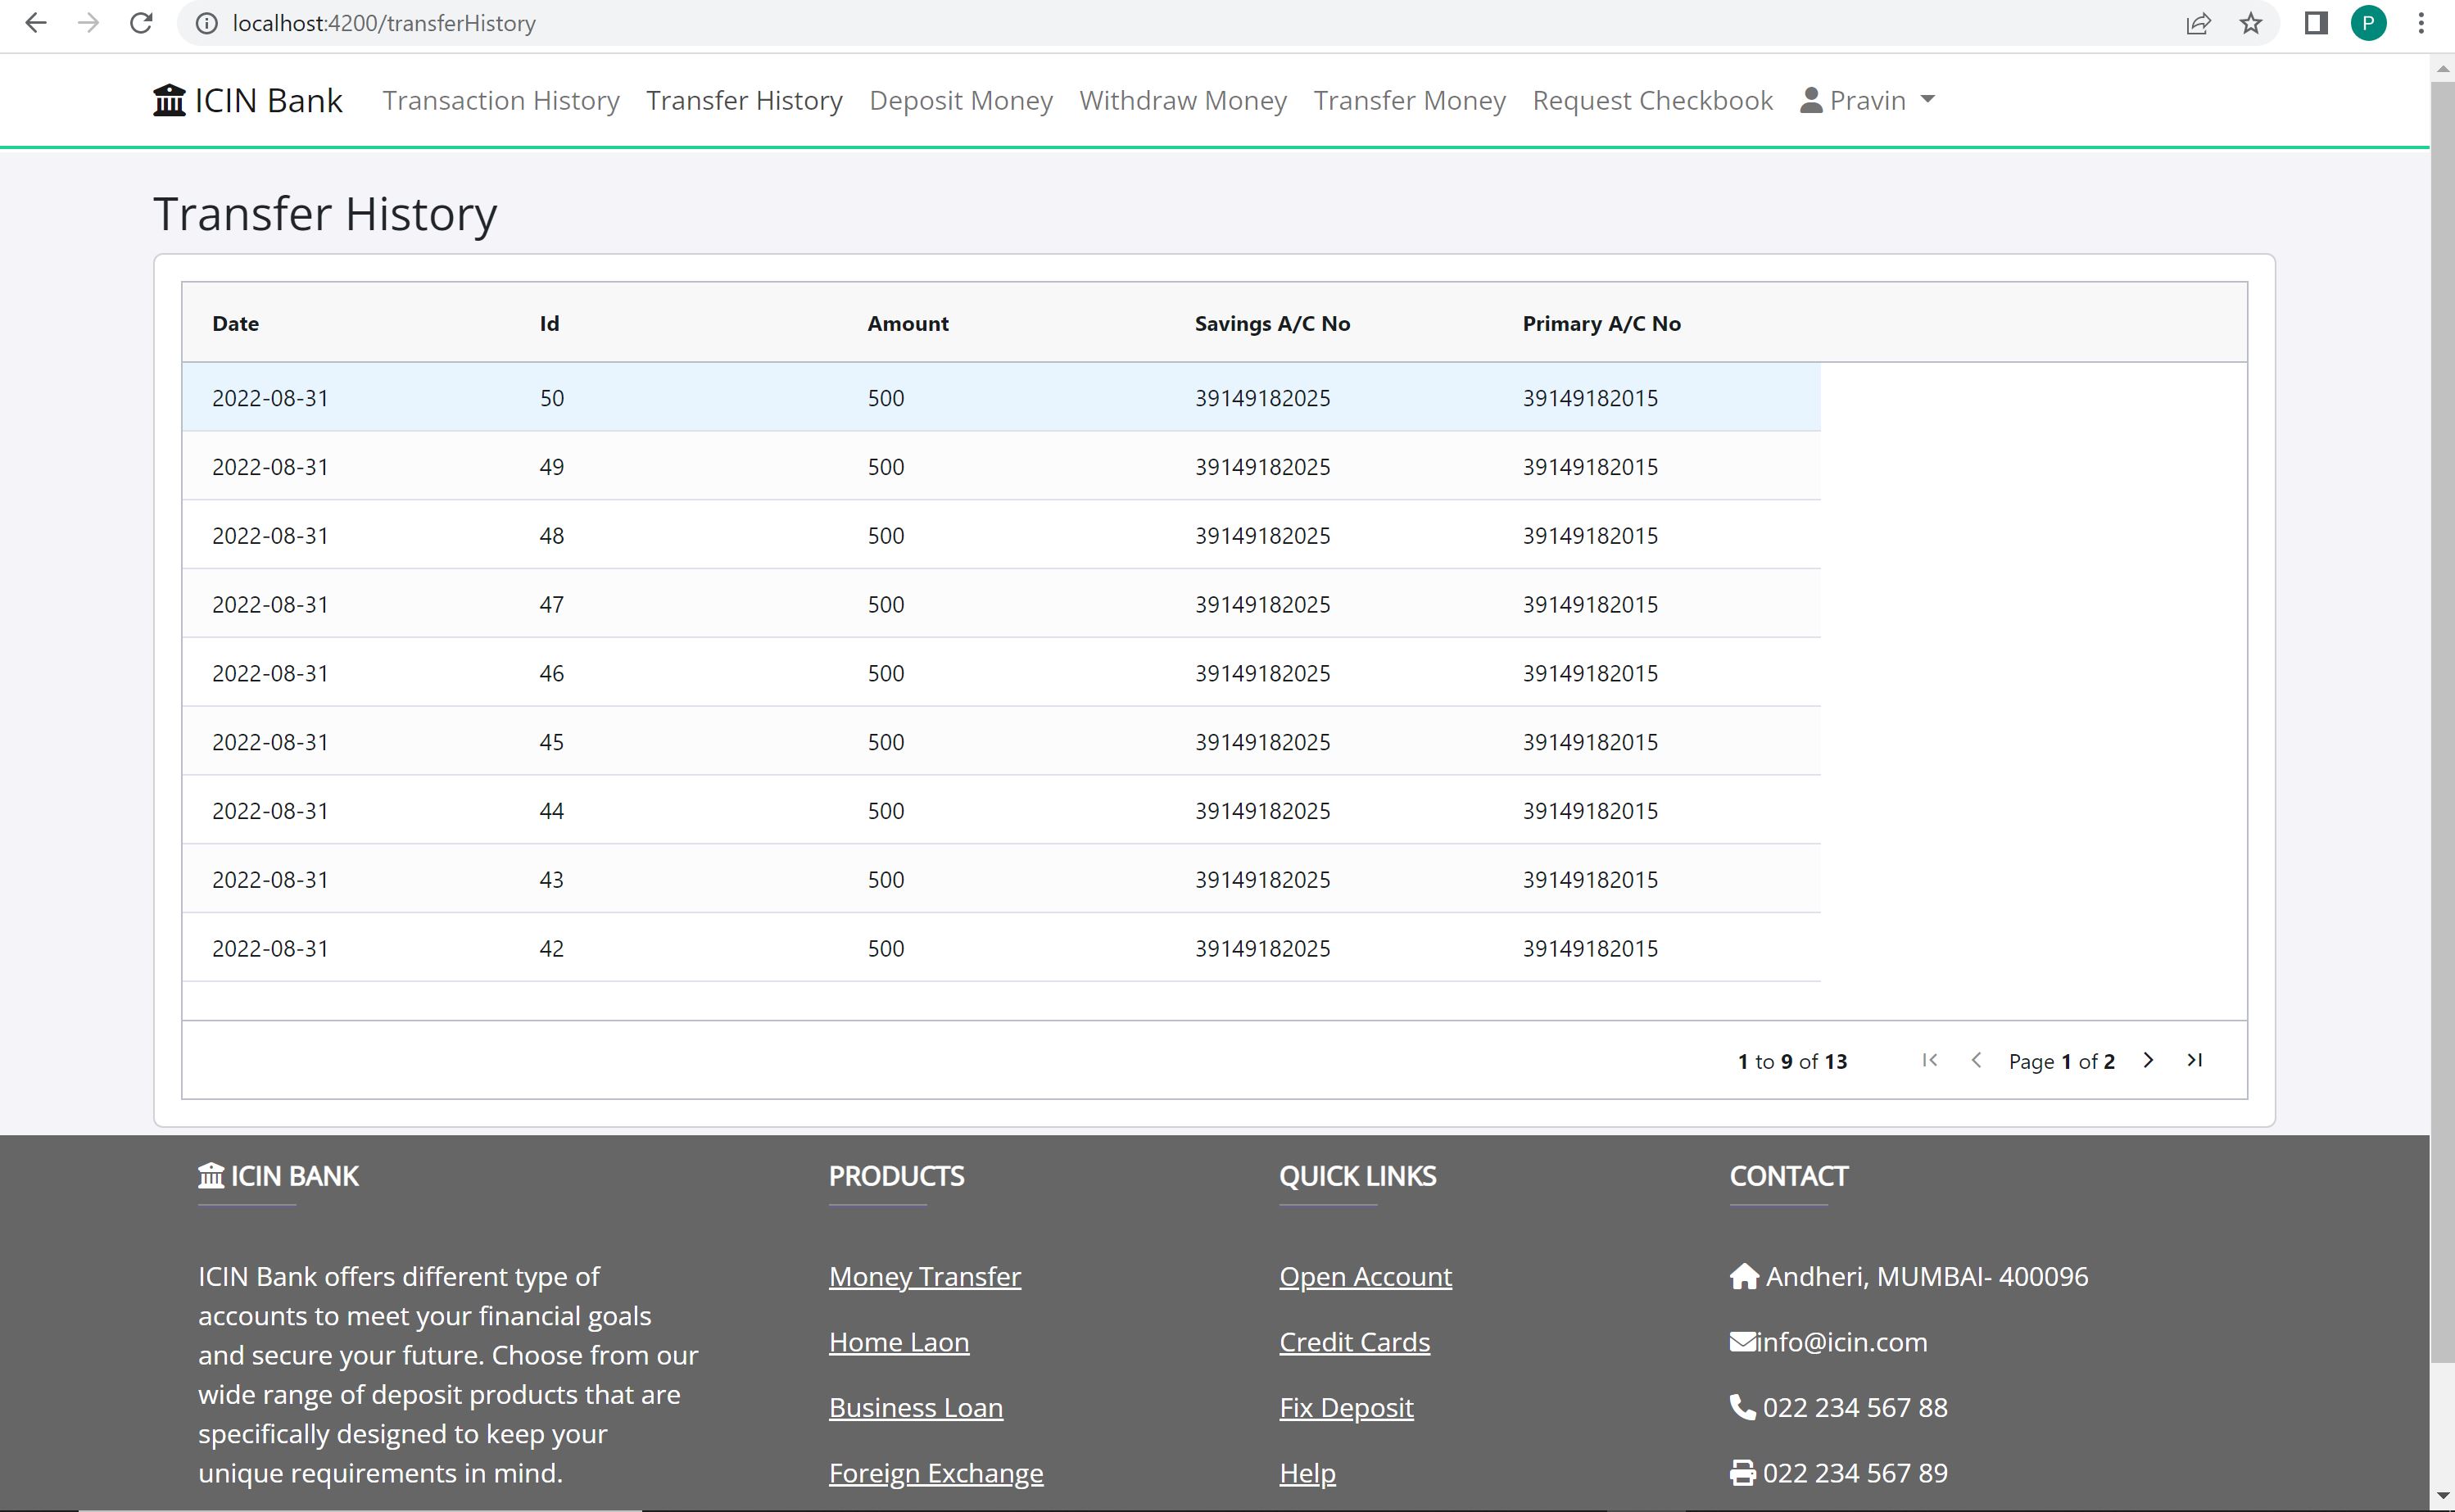 localhost:4200/transferHistory
P
ICIN Bank Transaction History Transfer History Deposit Money Withdraw Money Transfer Money Request Checkbook Pravin
Transfer History
Date Id Amount Savings A/C No Primary A/C No
2022-08-31 50 500 39149182025 39149182015
2022-08-31 49 500 39149182025 39149182015
2022-08-31 48 500 39149182025 39149182015
2022-08-31 47 500 39149182025 39149182015
2022-08-31 46 500 39149182025 39149182015
2022-08-31 45 500 39149182025 39149182015
2022-08-31 44 500 39149182025 39149182015
2022-08-31 43 500 39149182025 39149182015
2022-08-31 42 500 39149182025 39149182015
1 to 9 of 13 Page 1 of 2
ICIN BANK
ICIN Bank offers different type of
accounts to meet your financial goals
and secure your future. Choose from our
wide range of deposit products that are
specifically designed to keep your
unique requirements in mind.
PRODUCTS
Money Transfer
Home Laon
Business Loan
Foreign Exchange
QUICK LINKS
Open Account
Credit Cards
Fix Deposit
Help
CONTACT
Andheri, MUMBAI- 400096
info@icin.com
022 234 567 88
022 234 567 89